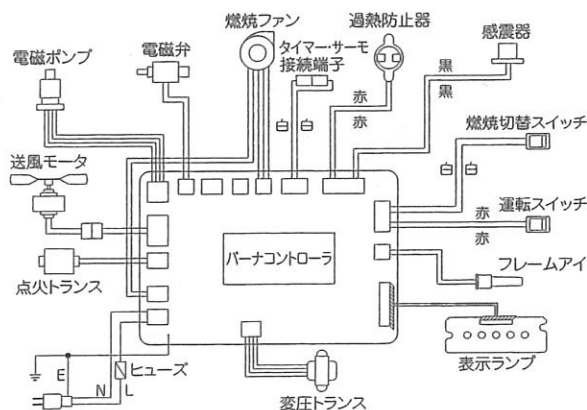 燃焼ファン
過熱防止器
感震器
電磁ポンプ
電磁弁
タイマー・サーモ
接続端子
黒
黒
赤
赤
白
白
燃焼切替スイッチ
白
白
送風モータ
運転スイッチ
赤
赤
バーナコントローラ
フレームアイ
点火トランス
表示ランプ
E
N
L
ヒューズ
変圧トランス